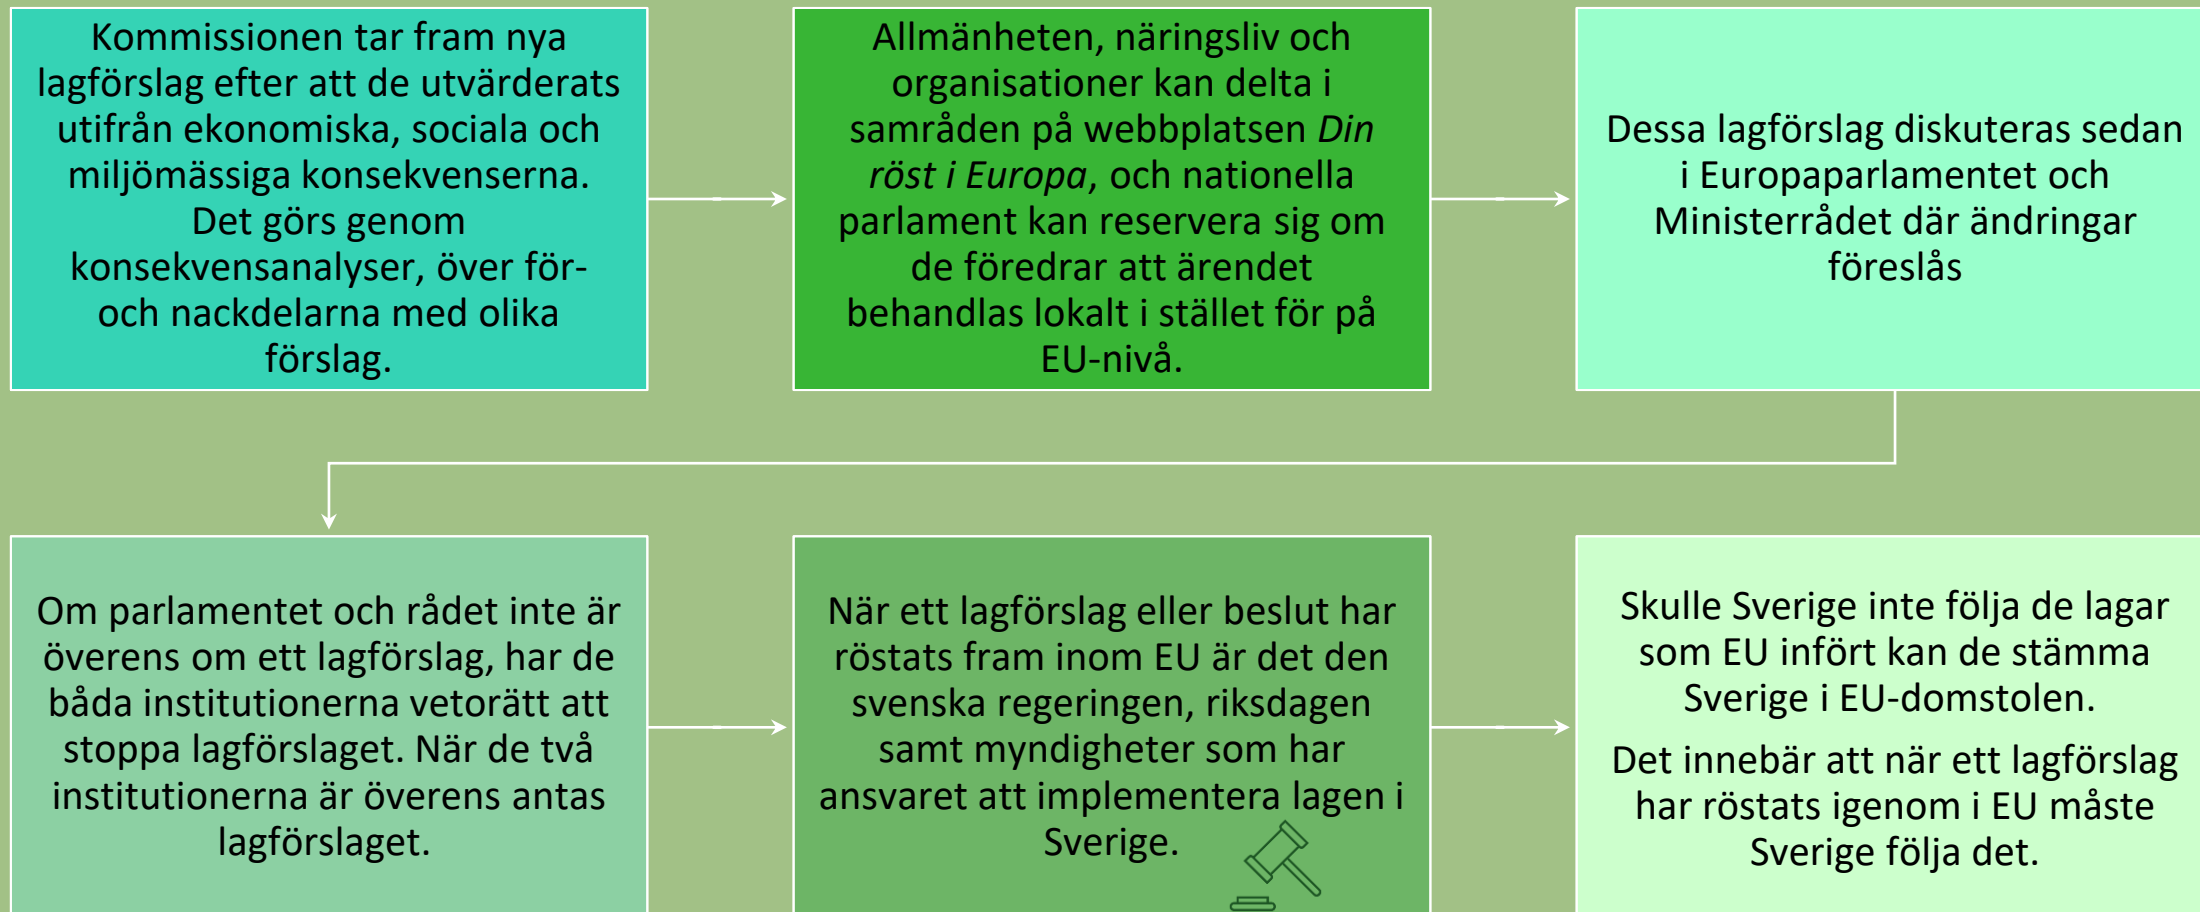 Kommissionen tar fram nya
lagförslag efter att de utvärderats
utifrån ekonomiska, sociala och
miljömässiga konsekvenserna.
Det görs genom
konsekvensanalyser, över för-
och nackdelarna med olika
förslag.
Allmänheten, näringsliv och
organisationer kan delta i
samråden på webbplatsen Din
röst i Europa, och nationella
parlament kan reservera sig om
de föredrar att ärendet
behandlas lokalt i stället för på
EU-nivå.
Dessa lagförslag diskuteras sedan
i Europaparlamentet och
Ministerrådet där ändringar
föreslås
Om parlamentet och rådet inte är
överens om ett lagförslag, har de
båda institutionerna vetorätt att
stoppa lagförslaget. När de två
institutionerna är överens antas
lagförslaget.
När ett lagförslag eller beslut har
röstats fram inom EU är det den
svenska regeringen, riksdagen
samt myndigheter som har
ansvaret att implementera lagen i
Sverige.
Skulle Sverige inte följa de lagar
som EU infört kan de stämma
Sverige i EU-domstolen.
Det innebär att när ett lagförslag
har röstats igenom i EU måste
Sverige följa det.